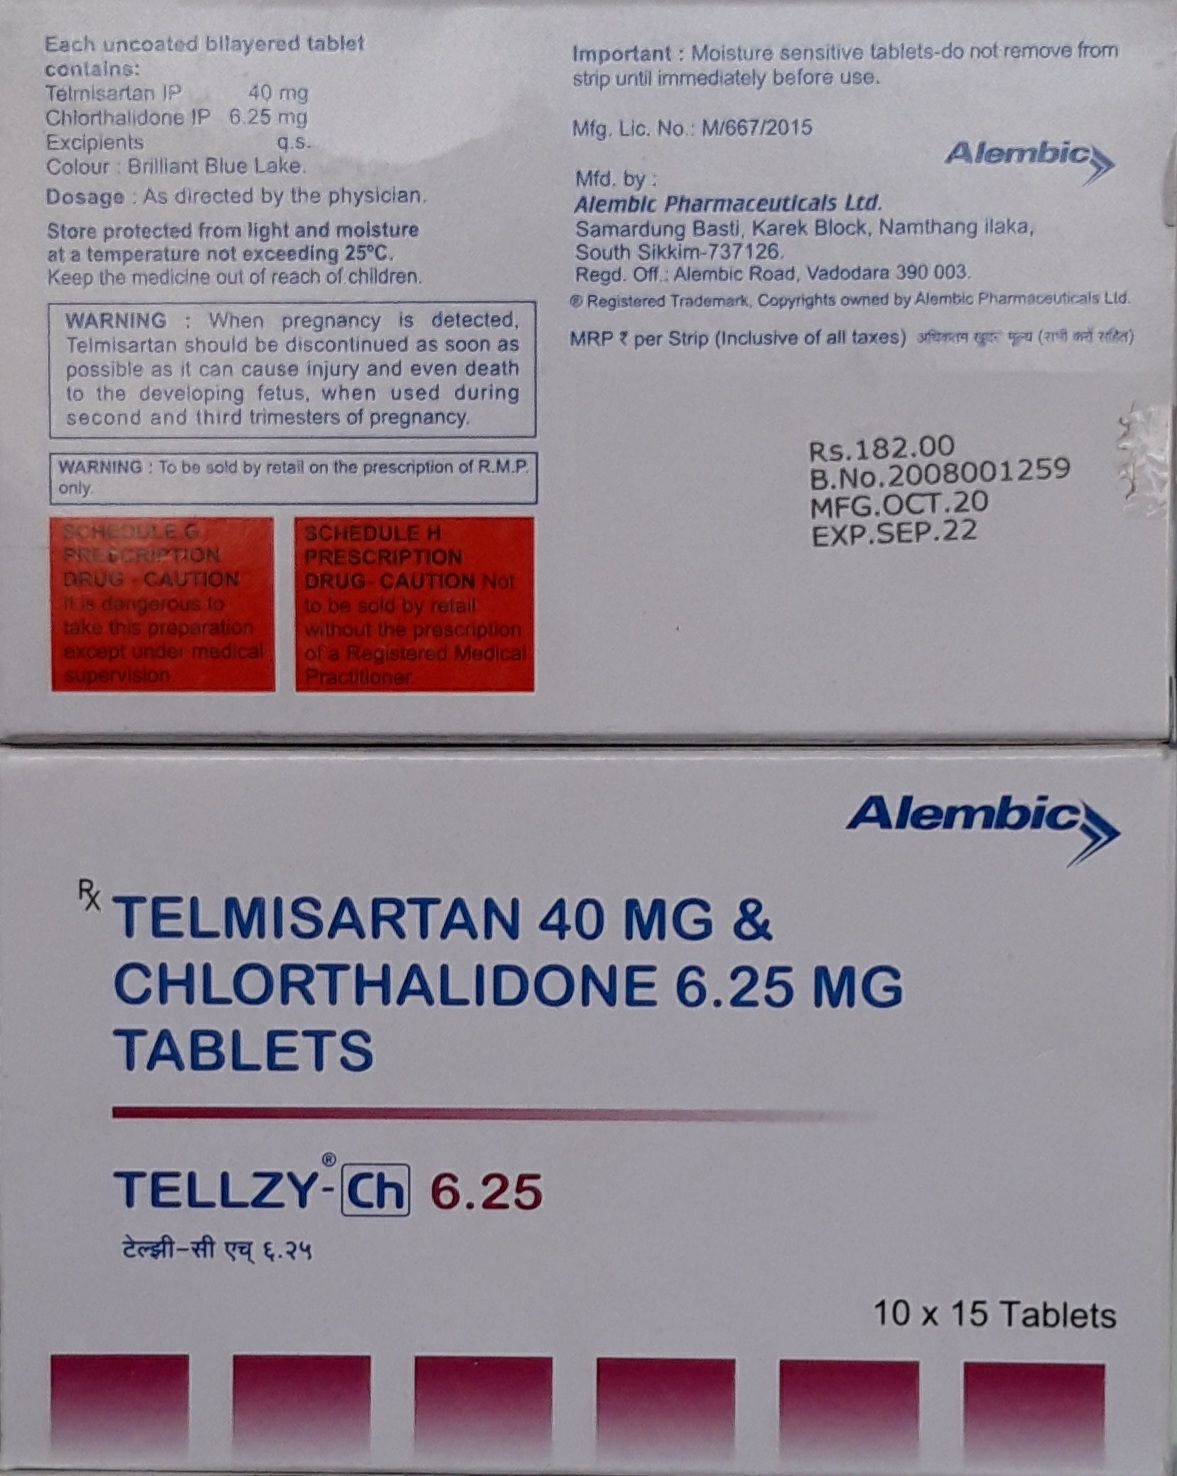 Each uncoated bilayered tablet
contains:
Telmisartan IP 40 mg
Chlorthalidone IP 6.25 mg
Excipients q.s.
Colour : Brilliant Blue Lake.
Dosage : As directed by the physician.
Store protected from light and moisture
at a temperature not exceeding 25°C.
Keep the medicine out of reach of children.
WARNING : When pregnancy is detected,
Telmisartan should be discontinued as soon as
possible as it can cause injury and even death
to the developing fetus, when used during
second and third trimesters of pregnancy.
WARNING : To be sold by retail on the prescription of R.M.P.
only.
SCHEDULE G
PRESCRIPTION
DRUG - CAUTION
It is dangerous to
take this preparation
except under medical
supervision.
SCHEDULE H
PRESCRIPTION
DRUG- CAUTION Not
to be sold by retail
without the prescription
of a Registered Medical
Practitioner.
Important : Moisture sensitive tablets-do not remove from
strip until immediately before use.
Mfg. Lic. No.: M/667/2015
Alembic
Mfd. by :
Alembic Pharmaceuticals Ltd.
Samardung Basti, Karek Block, Namthang ilaka,
South Sikkim-737126.
Regd. Off.: Alembic Road, Vadodara 390 003.
® Registered Trademark, Copyrights owned by Alembic Pharmaceuticals Ltd.
MRP ₹ per Strip (Inclusive of all taxes) अधिकतम खुदरा मूल्य (सभी करों सहित)
Rs.182.00
B.No.2008001259
MFG.OCT.20
EXP.SEP.22
Alembic
Rx TELMISARTAN 40 MG &
CHLORTHALIDONE 6.25 MG
TABLETS
TELLZY®-Ch 6.25
टेल्झी-सी एच् ६.२५
10 x 15 Tablets